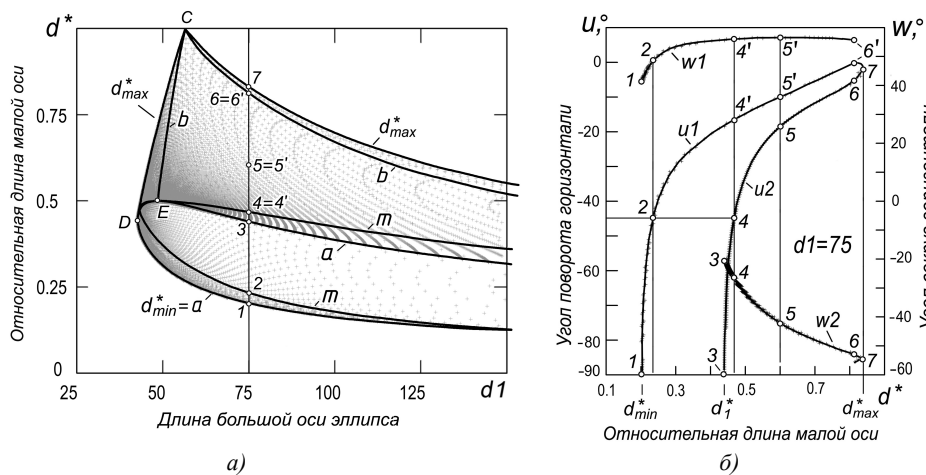 d*
1
0.75
0.5
0.25
0
25
50
75
100
125
d1
Относительная длина малой оси
Длина большой оси эллипса
C
d*max
b
D
E
7
6=6'
5=5'
4=4'
3
2
1
d*max
b
m
a
m
d*min=a
а)
u,°
0
-20
-40
-60
-80
-90
Угол поворота горизонтали
w,°
40
20
0
-20
-40
-60
0.1
0.3
0.5
0.7
d*
d*min
d*1
d*max
Относительная длина малой оси
1
2
w1
4'
5'
6'
7
6
5'
4'
u1
5
u2
2
4
d1=75
3
4
5
w2
6
7
1
3
б)